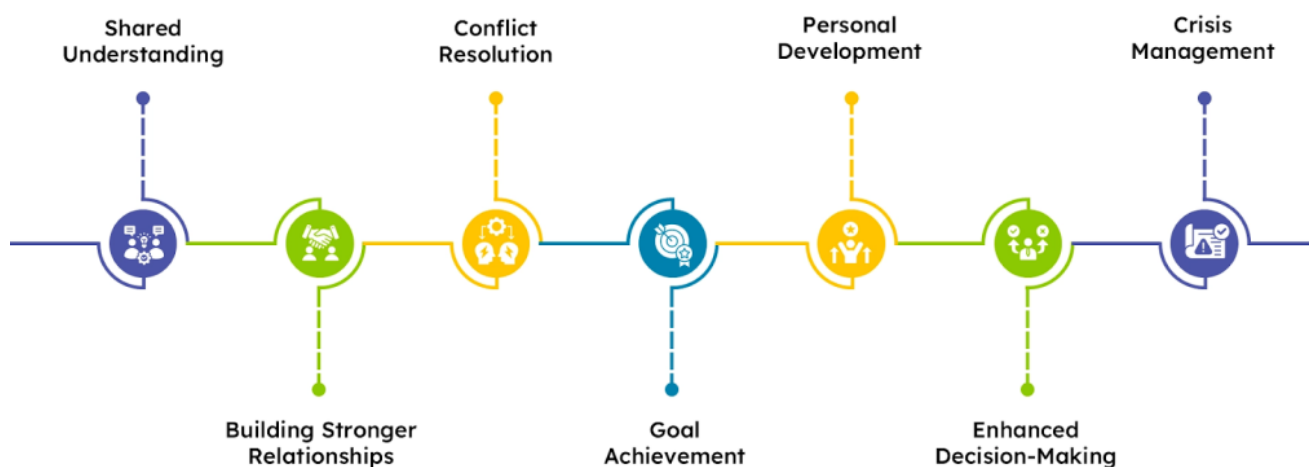 Shared
Understanding
Conflict
Resolution
Personal
Development
Crisis
Management
Building Stronger
Relationships
Goal
Achievement
Enhanced
Decision-Making